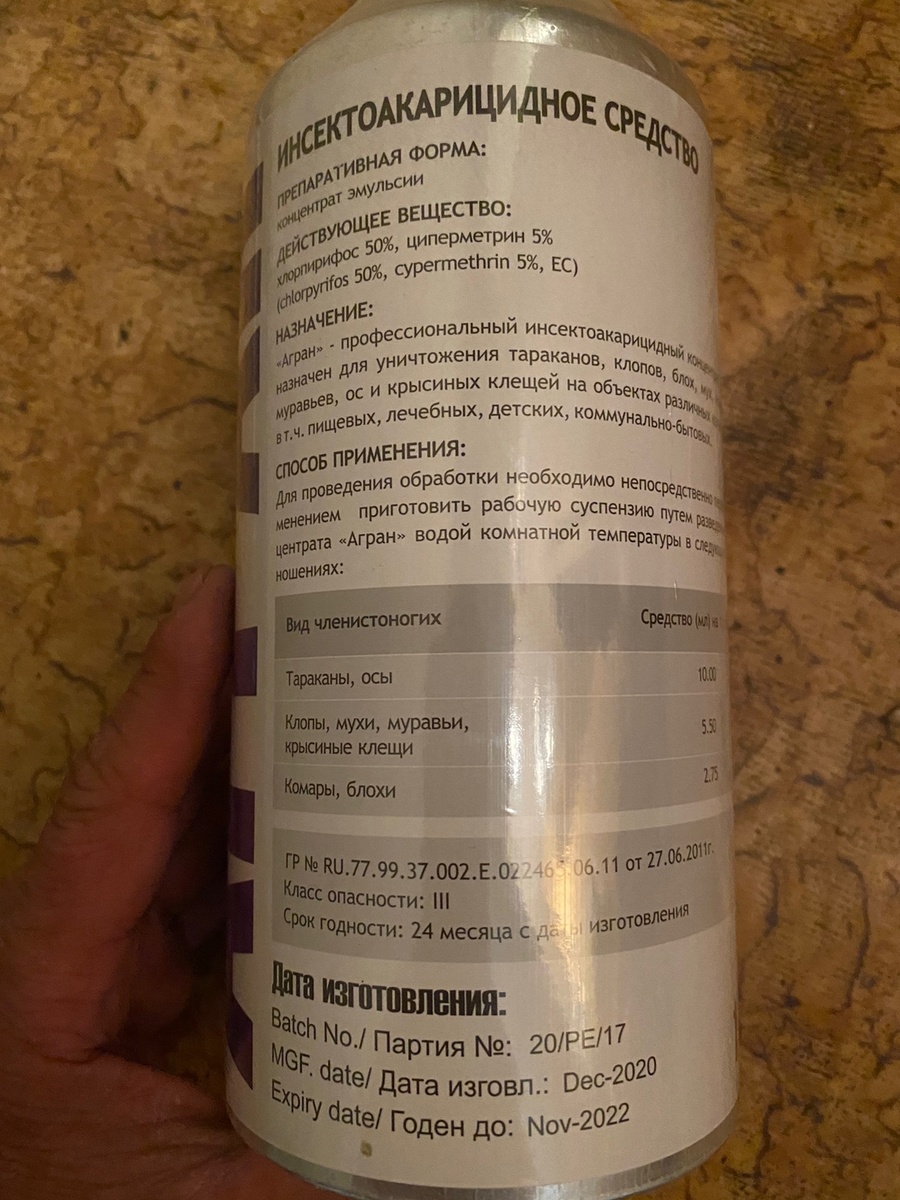 ИНСЕКТОАКАРИЦИДНОЕ СРЕДСТВО
ПРЕПАРАТИВНАЯ ФОРМА:
концентрат эмульсии
ДЕЙСТВУЮЩЕЕ ВЕЩЕСТВО:
хлорпирифос 50%, циперметрин 5%
(chlorpyrifos 50%, cypermethrin 5%, EC)
НАЗНАЧЕНИЕ:
«Агран» - профессиональный инсектоакарицидный
назначен для уничтожения тараканов, клопов, блох, мух,
муравьев, ос и крысиных клещей на объектах различных
в т.ч. пищевых, лечебных, детских, коммунально-бытовых
СПОСОБ ПРИМЕНЕНИЯ:
Для проведения обработки необходимо непосредственно
менением приготовить рабочую суспензию путем
центрата «Агран» водой комнатной температуры в
ношениях:
Вид членистоногих Средство (мл) на
Тараканы, осы 10.00
Клопы, мухи, муравьи,
крысиные клещи 5.50
Комары, блохи 2.75
ГР № RU.77.99.37.002.Е.022465.06.11 от 27.06.2011г.
Класс опасности: III
Срок годности: 24 месяца с даты изготовления
Дата изготовления:
Batch No./ Партия №: 20/PE/17
MGF. date/ Дата изговл.: Dec-2020
Expiry date/ Годен до: Nov-2022